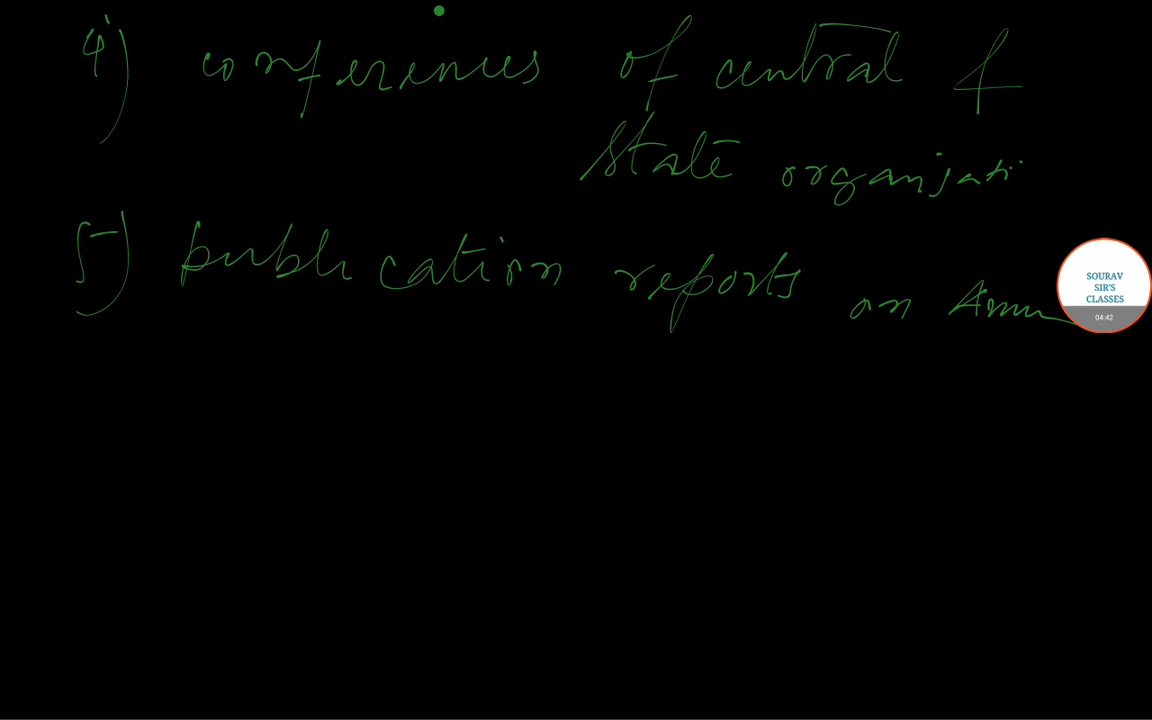 4) conferences of central &
State organisati
5) publication reports on Annu
SOURAV
SIR'S
CLASSES
04:42